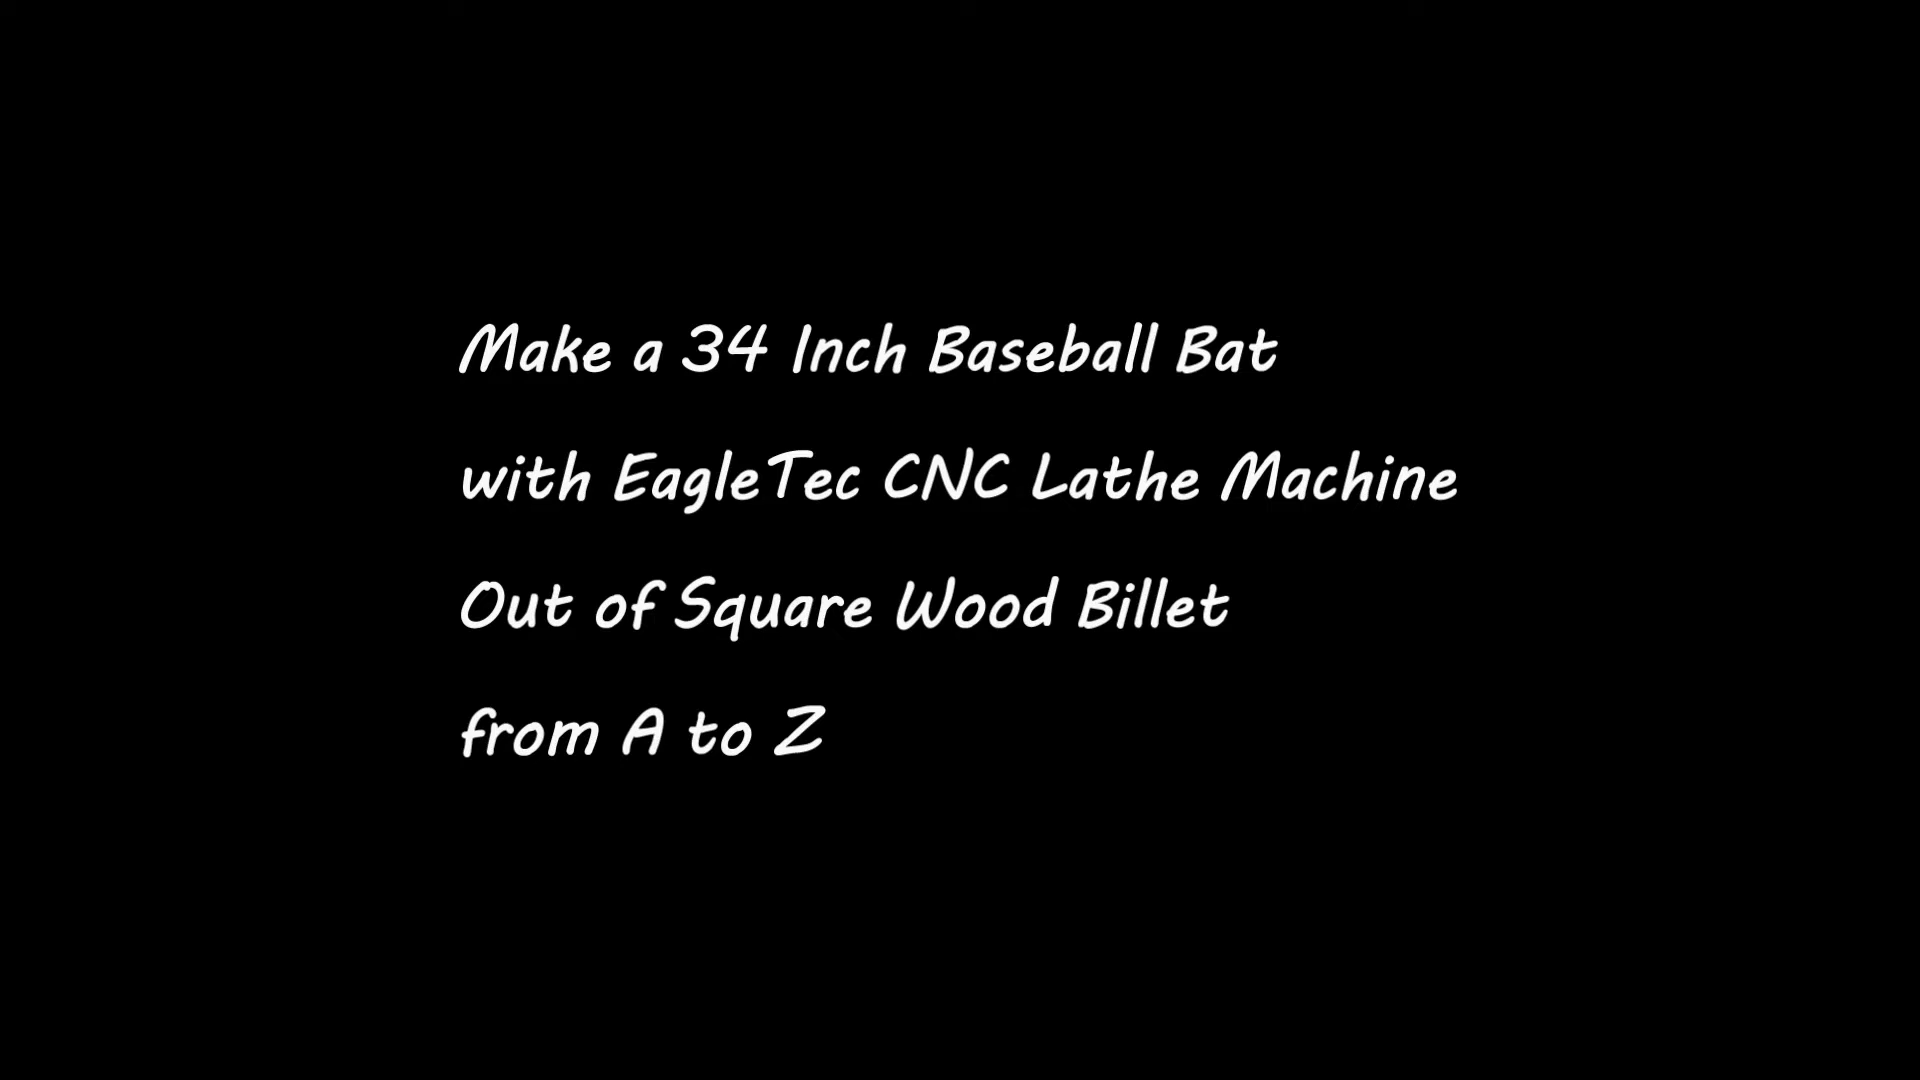 Make a 34 Inch Baseball Bat
with EagleTec CNC Lathe Machine
Out of Square Wood Billet
from A to Z